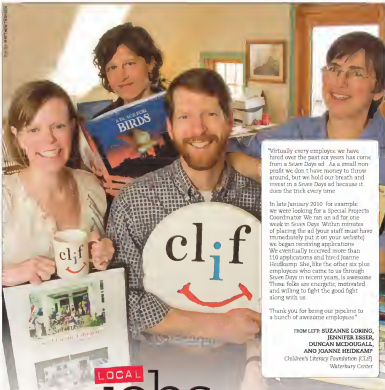 A PLACE FOR
BIRDS
clif
clif
"Virtually every employee we have
hired over the past six years has come
from a Seven Days ad. As a small non-
profit we don't have money to throw
around, but we hold our breath and
invest in a Seven Days ad because it
does the trick every time.
In late January 2010 for example
we were looking for a Special Projects
Coordinator. We ran an ad for one
week in Seven Days. Within minutes
of placing the ad (your staff must have
immediately put it on your website),
we began receiving applications.
We eventually received more than
110 applications and hired Joanne
Heidkamp. She, like the other six plus
employees who came to us through
Seven Days in recent years, is awesome.
These folks are energetic, motivated
and willing to fight the good fight
along with us.
Thank you for being our pipeline to
a bunch of awesome employees."
FROM LEFT: SUZANNE LORING,
JENNIFER ESSER,
DUNCAN MCDOUGALL,
AND JOANNE HEIDKAMP
Children's Literacy Foundation (CLiF),
Waterbury Center
LOCAL